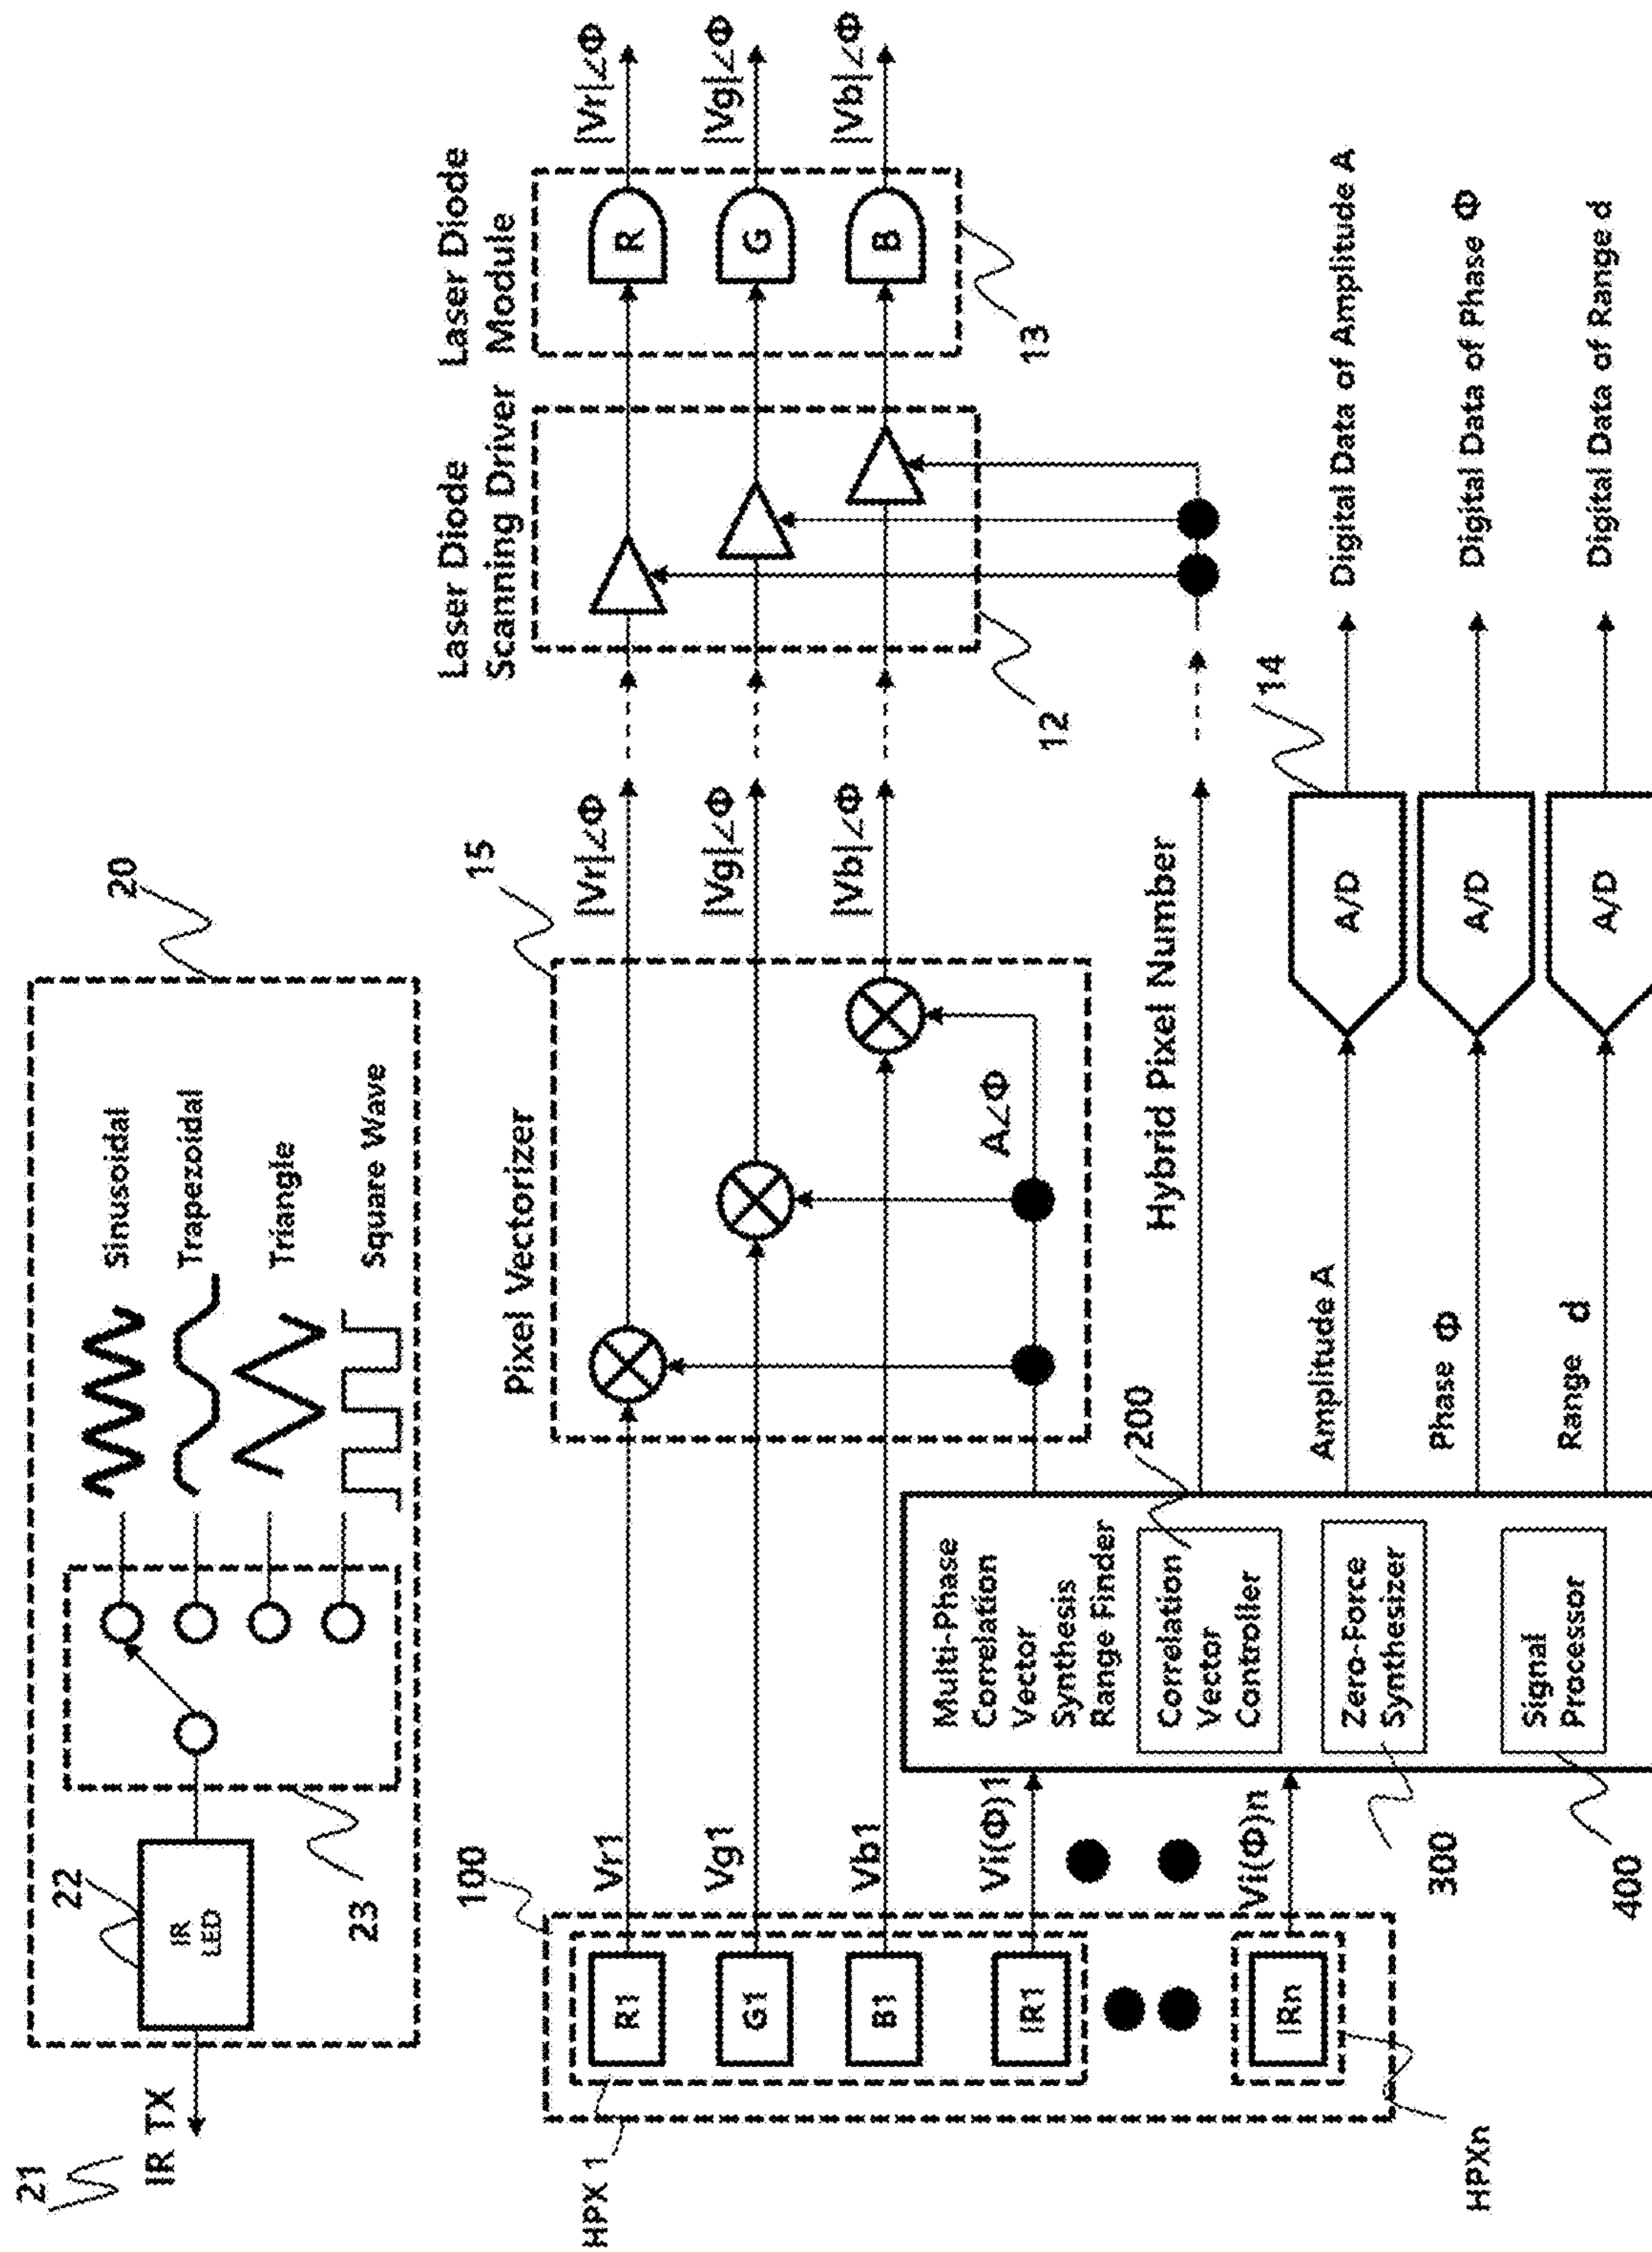 21
IR TX
22
IR
LED
23
20
Sinusoidal
Trapezoidal
Triangle
Square Wave
HPX 1
100
R1
G1
B1
IR1
IRn
HPXn
Vr1
Vg1
Vb1
Vi(Φ)1
Vi(Φ)n
Pixel Vectorizer
15
A∠Φ
|Vr|∠Φ
|Vg|∠Φ
|Vb|∠Φ
Laser Diode
Scanning Driver
12
Laser Diode
Module
R
G
B
13
|Vr|∠Φ
|Vg|∠Φ
|Vb|∠Φ
Multi-Phase
Correlation
Vector
Synthesis
Range Finder
Correlation
Vector
Controller
200
Zero-Force
Synthesizer
300
Signal
Processor
400
Hybrid Pixel Number
Amplitude A
Phase Φ
Range d
A/D
A/D
A/D
14
Digital Data of Amplitude A
Digital Data of Phase Φ
Digital Data of Range d